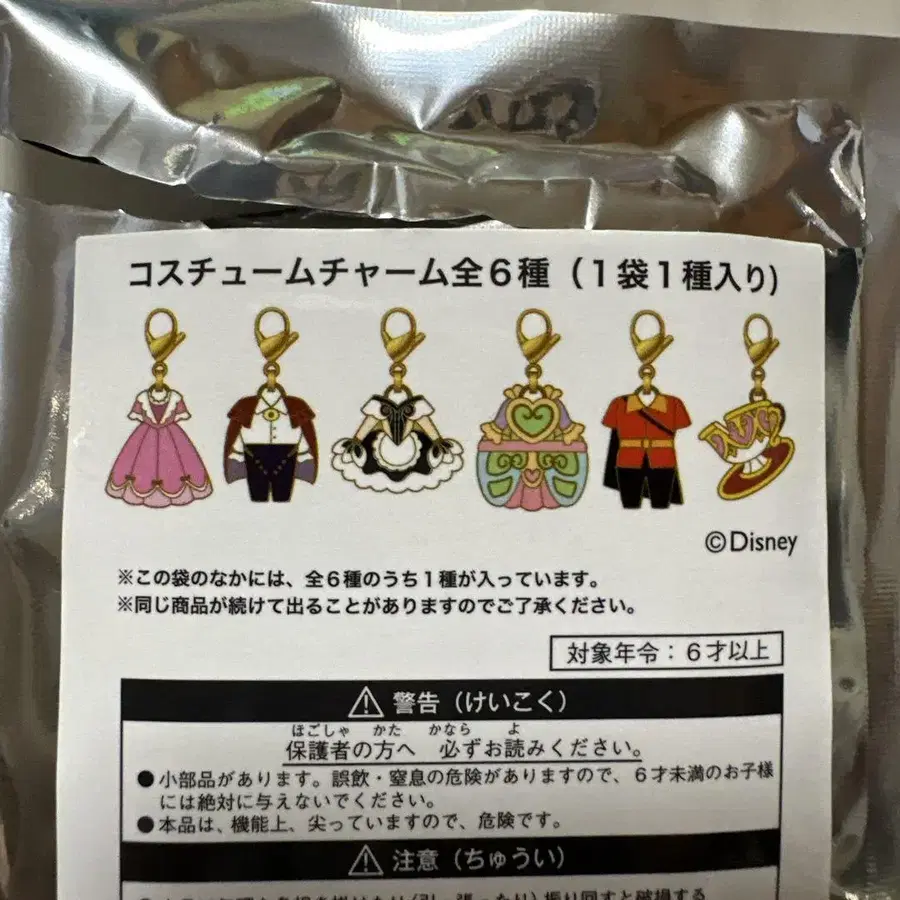 コスチュームチャーム全6種（1袋1種入り)
©Disney
※この袋のなかには、全6種のうち1種が入っています。
※同じ商品が続けて出ることがありますのでご了承ください。
対象年令：6才以上
警告（けいこく）
ほごしゃ かた かなら よ
保護者の方へ 必ずお読みください。
●小部品があります。誤飲・窒息の危険がありますので、6才未満のお子様
には絶対に与えないでください。
●本品は、機能上、尖っていますので、危険です。
注意（ちゅうい）